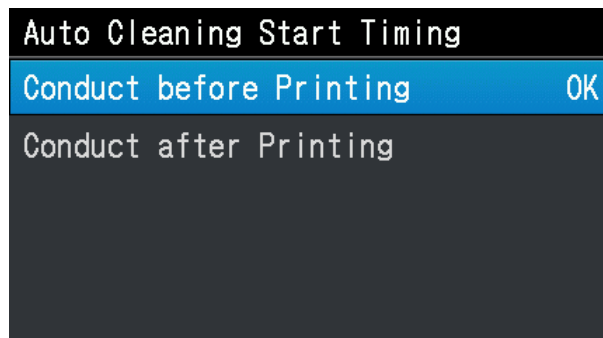 Auto Cleaning Start Timing
Conduct before Printing OK
Conduct after Printing